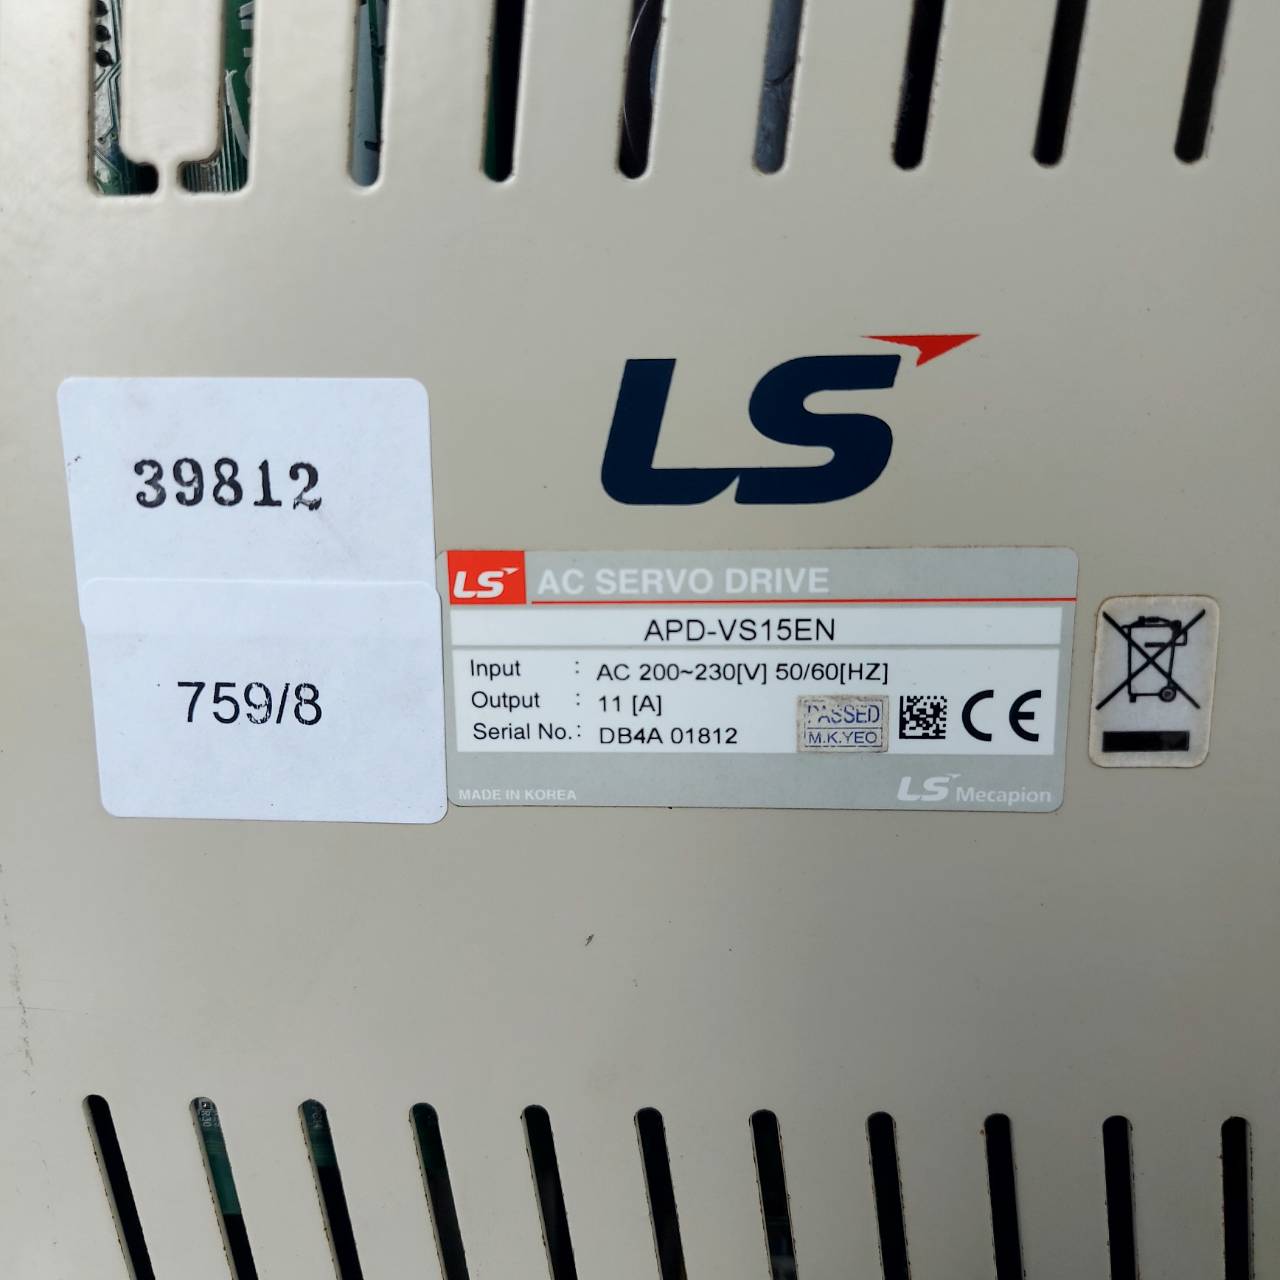 LS
39812
759/8
LS AC SERVO DRIVE
APD-VS15EN
Input : AC 200~230[V] 50/60[HZ]
Output : 11 [A]
Serial No.: DB4A 01812
PASSED
M.K.YEO
CE
MADE IN KOREA
LS Mecapion